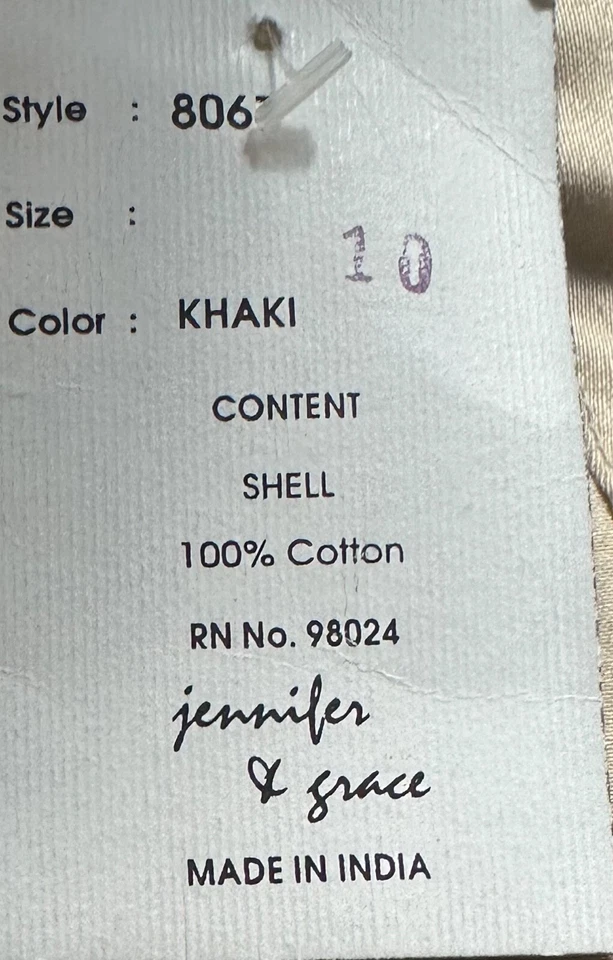 Style : 806
Size : 10
Color : KHAKI
CONTENT
SHELL
100% Cotton
RN No. 98024
jennifer
& grace
MADE IN INDIA